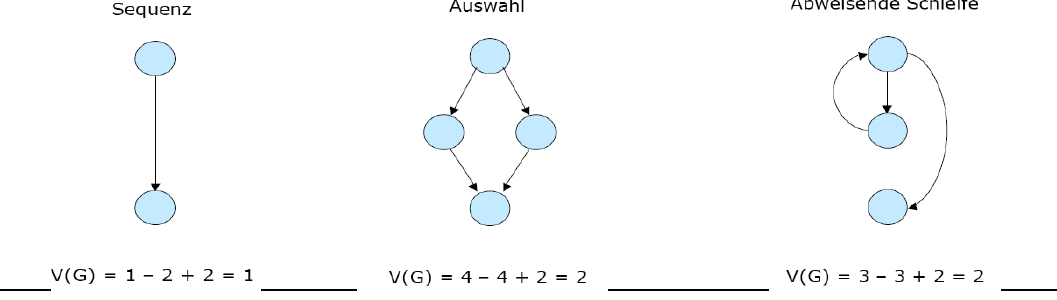 Sequenz
Auswahl
Abweisende Schleife
V(G) = 1 – 2 + 2 = 1
V(G) = 4 – 4 + 2 = 2
V(G) = 3 – 3 + 2 = 2